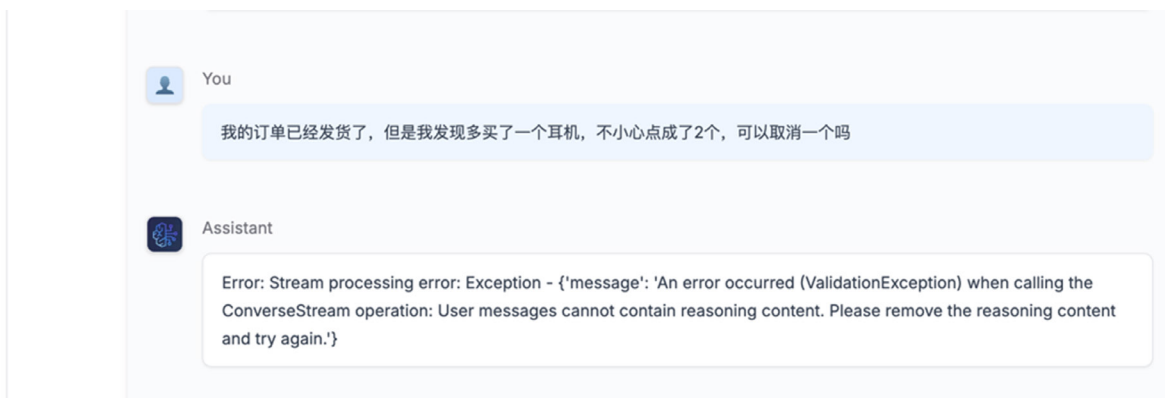 You
我的订单已经发货了，但是我发现多买了一个耳机，不小心点成了2个，可以取消一个吗
Assistant
Error: Stream processing error: Exception - {'message': 'An error occurred (ValidationException) when calling the
ConverseStream operation: User messages cannot contain reasoning content. Please remove the reasoning content
and try again.'}